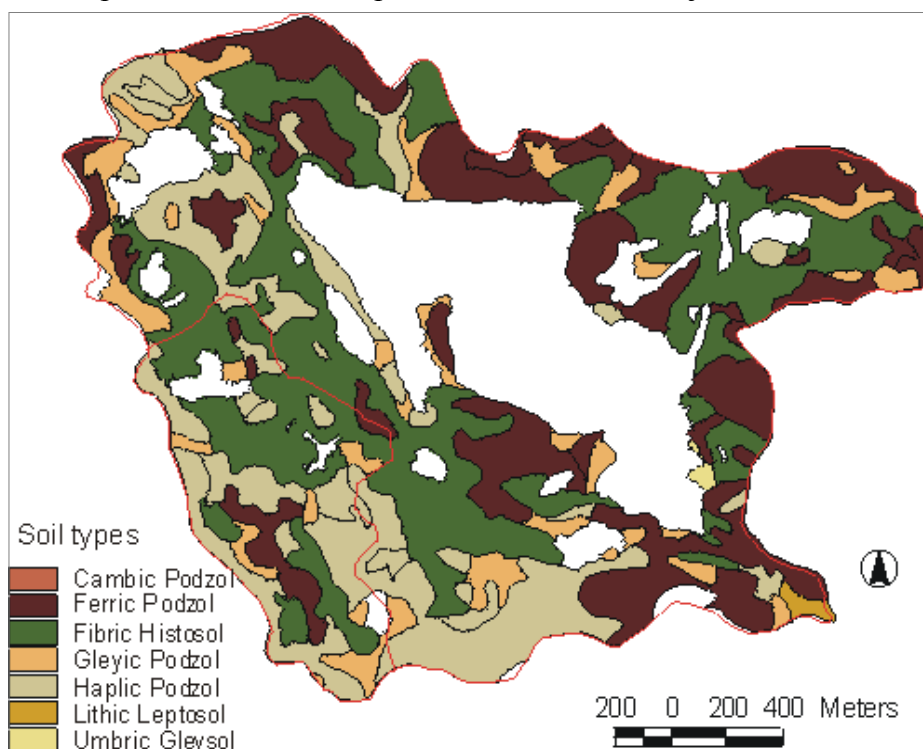 Soil types
Cambic Podzol
Ferric Podzol
Fibric Histosol
Gleyic Podzol
Haplic Podzol
Lithic Leptosol
Umbric Gleysol
200 0 200 400 Meters